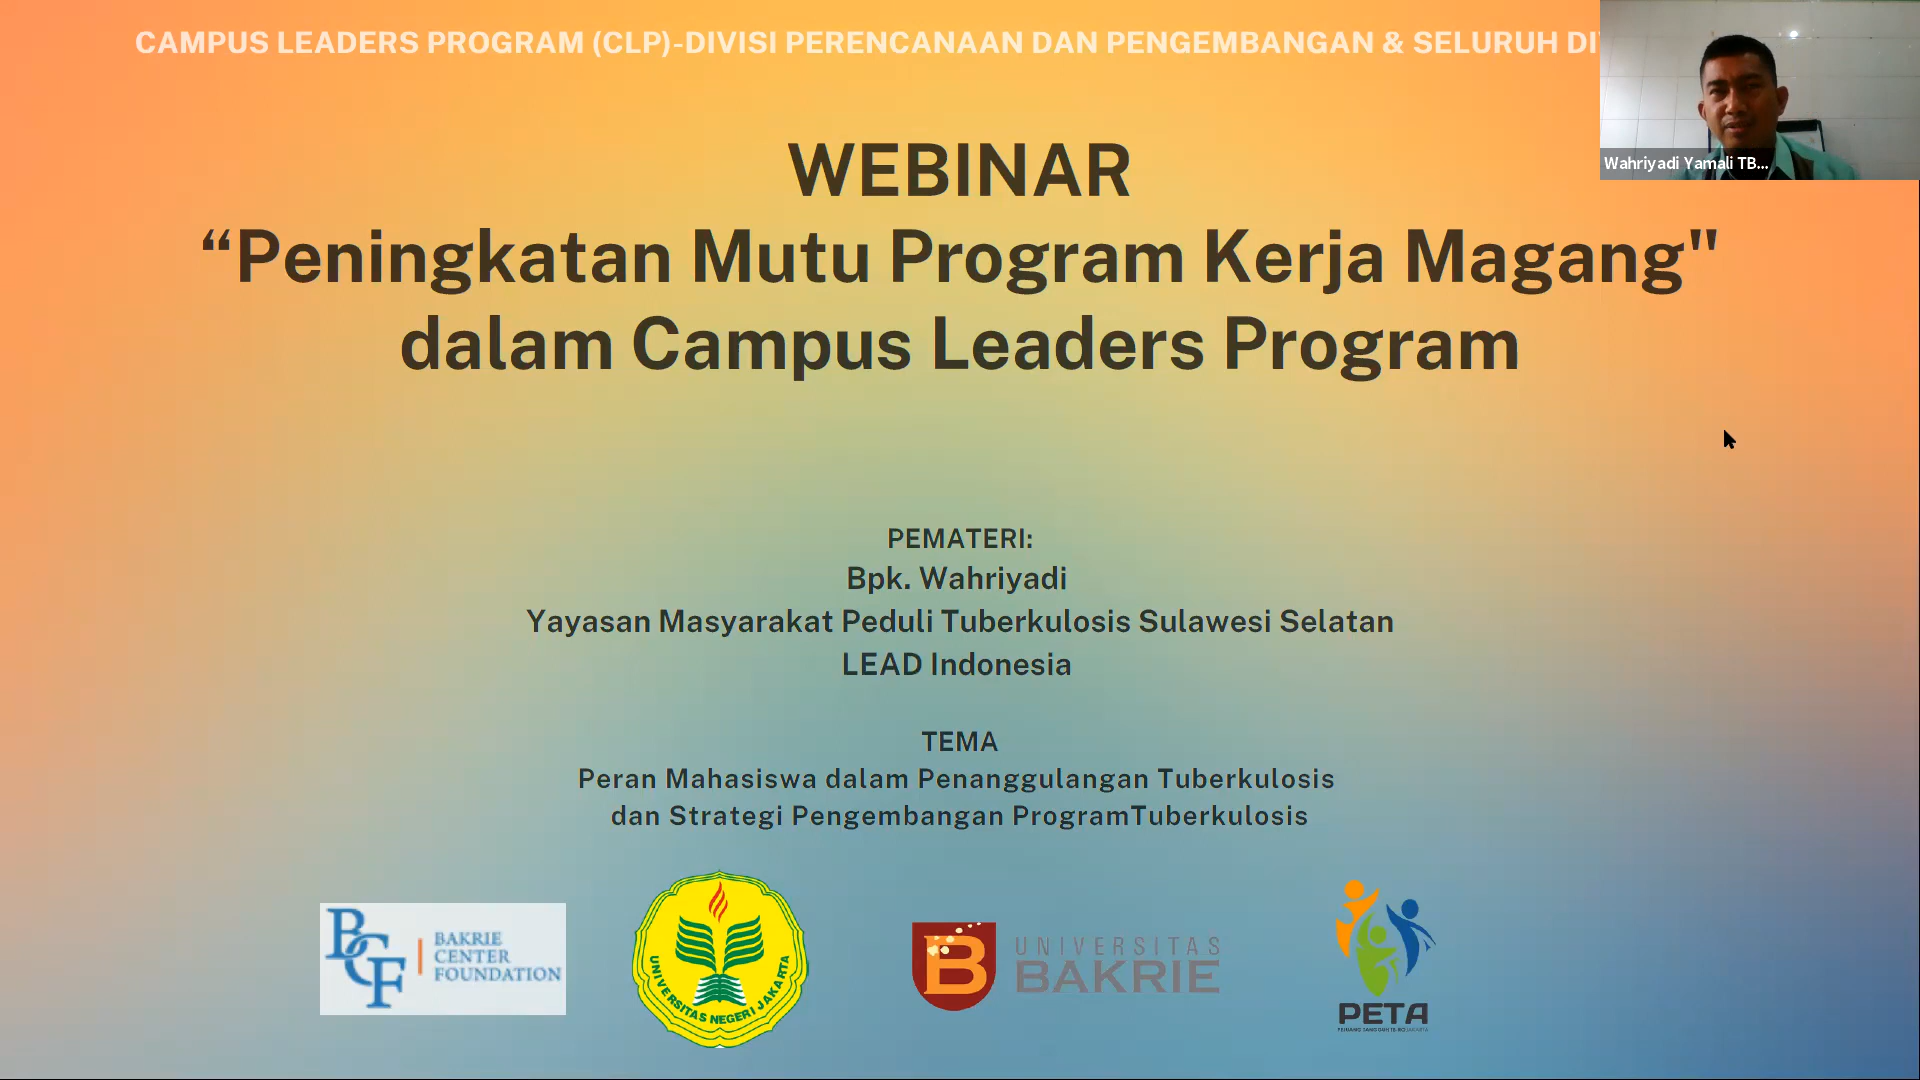 CAMPUS LEADERS PROGRAM (CLP)-DIVISI PERENCANAAN DAN PENGEMBANGAN & SELURUH DI
Wahriyadi Yamali TB...
WEBINAR
“Peningkatan Mutu Program Kerja Magang"
dalam Campus Leaders Program
PEMATERI:
Bpk. Wahriyadi
Yayasan Masyarakat Peduli Tuberkulosis Sulawesi Selatan
LEAD Indonesia
TEMA
Peran Mahasiswa dalam Penanggulangan Tuberkulosis
dan Strategi Pengembangan ProgramTuberkulosis
BCF
BAKRIE
CENTER
FOUNDATION
UNIVERSITAS NEGERI JAKARTA
B
UNIVERSITAS
BAKRIE
PETA